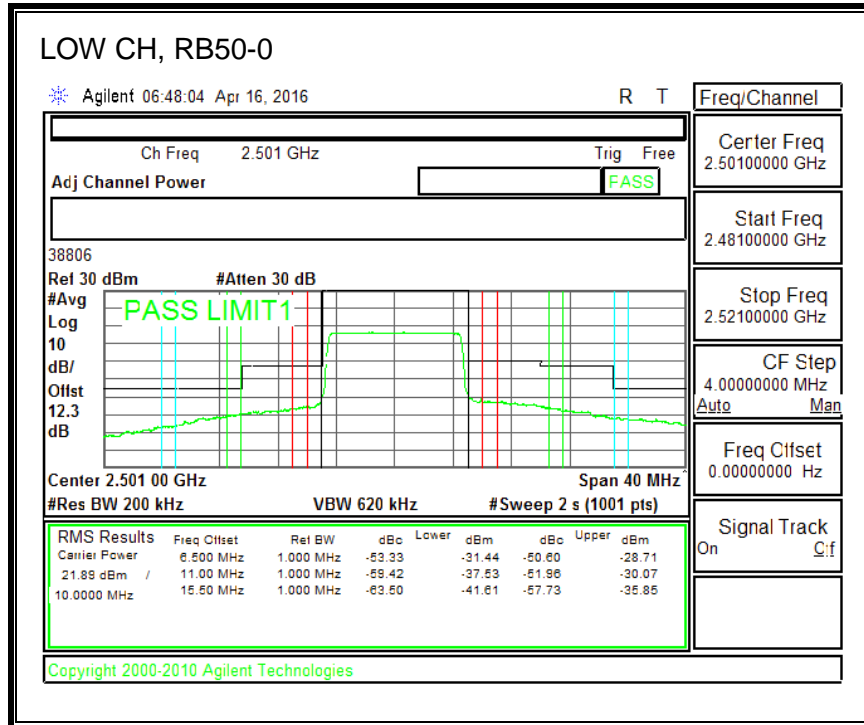 LOW CH, RB50-0
Agilent 06:48:04 Apr 16, 2016 R T
Freq/Channel
Ch Freq 2.501 GHz Trig Free
Adj Channel Power PASS
Center Freq
2.50100000 GHz
Start Freq
2.48100000 GHz
Stop Freq
2.52100000 GHz
CF Step
4.00000000 MHz
Auto Man
Freq Offset
0.00000000 Hz
Signal Track
On Off
38806
Ref 30 dBm #Atten 30 dB
#Avg
Log
10
dB/
Offst
12.3
dB
PASS LIMIT1
Center 2.501 00 GHz Span 40 MHz
#Res BW 200 kHz VBW 620 kHz #Sweep 2 s (1001 pts)
RMS Results Freq Offset Ref BW dBc Lower dBm dBc Upper dBm
Carrier Power 6.500 MHz 1.000 MHz -53.33 -31.44 -50.60 -28.71
21.89 dBm / 11.00 MHz 1.000 MHz -59.42 -37.53 -51.96 -30.07
10.0000 MHz 15.50 MHz 1.000 MHz -63.50 -41.61 -57.73 -35.85
Copyright 2000-2010 Agilent Technologies